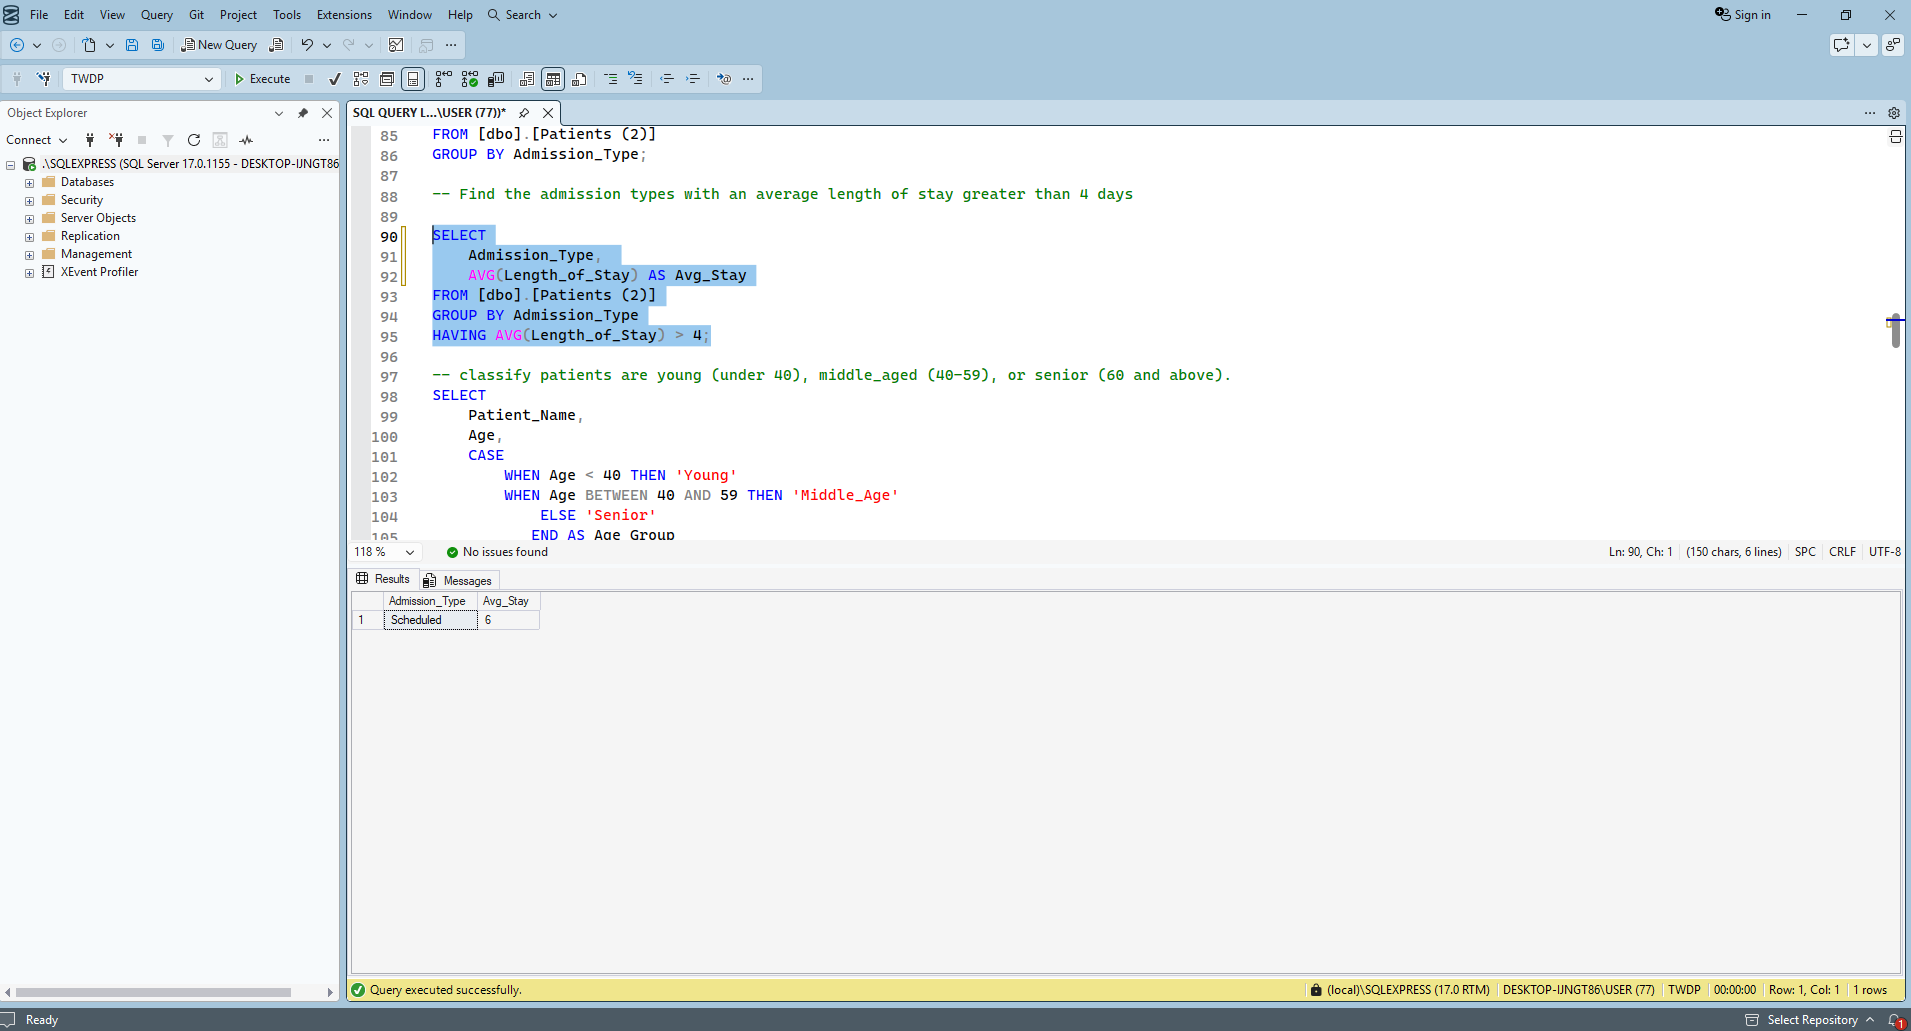 File Edit View Query Git Project Tools Extensions Window Help Search Sign in
New Query
TWDP Execute
Object Explorer
Connect
.\SQLEXPRESS (SQL Server 17.0.1155 - DESKTOP-IJNGT86
Databases
Security
Server Objects
Replication
Management
XEvent Profiler
SQL QUERY L...\USER (77))*
85 FROM [dbo].[Patients (2)]
86 GROUP BY Admission_Type;
87
88 -- Find the admission types with an average length of stay greater than 4 days
89
90 SELECT
91 Admission_Type,
92 AVG(Length_of_Stay) AS Avg_Stay
93 FROM [dbo].[Patients (2)]
94 GROUP BY Admission_Type
95 HAVING AVG(Length_of_Stay) > 4;
96
97 -- classify patients are young (under 40), middle_aged (40-59), or senior (60 and above).
98 SELECT
99 Patient_Name,
100 Age,
101 CASE
102 WHEN Age < 40 THEN 'Young'
103 WHEN Age BETWEEN 40 AND 59 THEN 'Middle_Age'
104 ELSE 'Senior'
105 END AS Age_Group
118 % No issues found Ln: 90, Ch: 1 (150 chars, 6 lines) SPC CRLF UTF-8
Results Messages
Admission_Type Avg_Stay
1 Scheduled 6
Query executed successfully. (local)\SQLEXPRESS (17.0 RTM) DESKTOP-IJNGT86\USER (77) TWDP 00:00:00 Row: 1, Col: 1 1 rows
Ready Select Repository 1